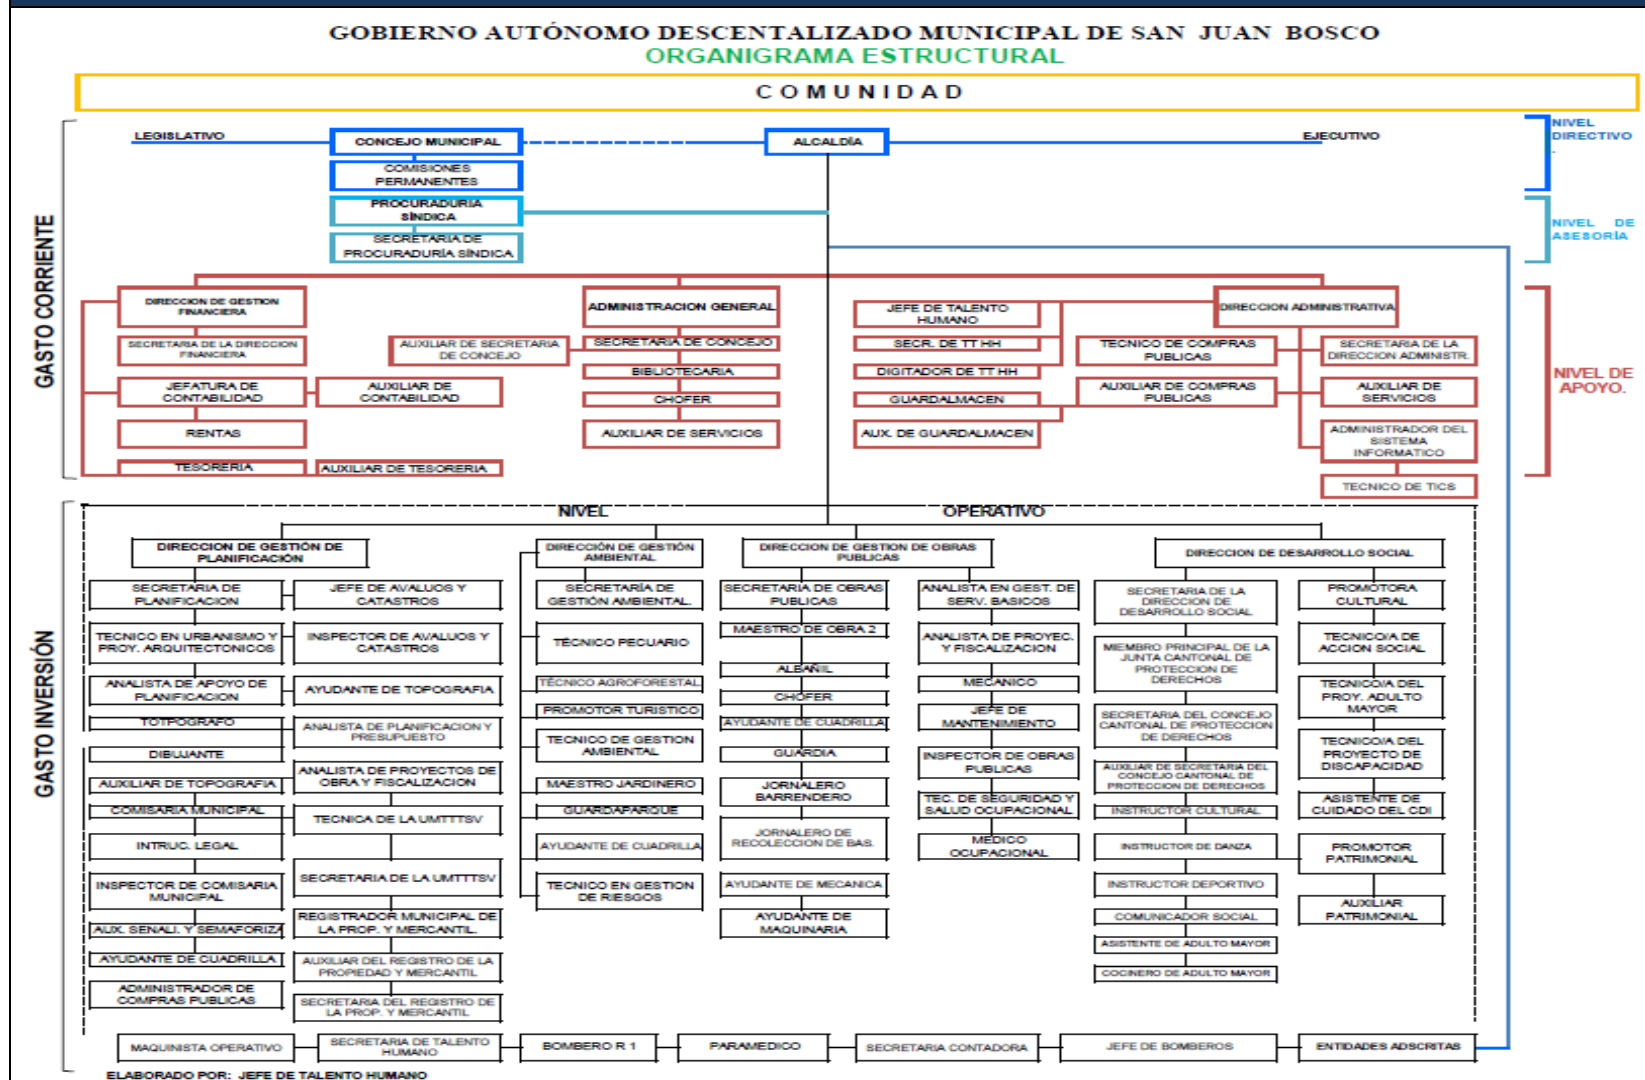 GOBIERNO AUTÓNOMO DESCENTALIZADO MUNICIPAL DE SAN JUAN BOSCO
ORGANIGRAMA ESTRUCTURAL
COMUNIDAD
LEGISLATIVO
CONCEJO MUNICIPAL
ALCALDÍA
EJECUTIVO
NIVEL
DIRECTIVO
.
COMISIONES
PERMANENTES
PROCURADURIA
SÍNDICA
SECRETARIA DE
PROCURADURÍA SÍNDICA
NIVEL DE
ASESORÍA
GASTO CORRIENTE
DIRECCION DE GESTION
FINANCIERA
SECRETARIA DE LA DIRECCION
FINANCIERA
JEFATURA DE
CONTABILIDAD
AUXILIAR DE
CONTABILIDAD
RENTAS
TESORERIA
AUXILIAR DE TESORERIA
ADMINISTRACION GENERAL
AUXILIAR DE SECRETARIA
DE CONCEJO
SECRETARIA DE CONCEJO
BIBLIOTECARIA
CHOFER
AUXILIAR DE SERVICIOS
JEFE DE TALENTO
HUMANO
SECR. DE TT HH
DIGITADOR DE TT HH
GUARDALMACEN
AUX. DE GUARDALMACEN
DIRECCION ADMINISTRATIVA
TECNICO DE COMPRAS
PUBLICAS
AUXILIAR DE COMPRAS
PUBLICAS
SECRETARIA DE LA
DIRECCION ADMINISTR.
AUXILIAR DE
SERVICIOS
ADMINISTRADOR DEL
SISTEMA
INFORMATICO
TECNICO DE TICS
NIVEL DE
APOYO.
GASTO INVERSIÓN
NIVEL OPERATIVO
DIRECCION DE GESTIÓN DE
PLANIFICACIÓN
SECRETARIA DE
PLANIFICACION
TECNICO EN URBANISMO Y
PROY. ARQUITECTONICOS
ANALISTA DE APOYO DE
PLANIFICACION
TOTPOGRAFO
DIBUJANTE
AUXILIAR DE TOPOGRAFIA
COMISARIA MUNICIPAL
INTRUC. LEGAL
INSPECTOR DE COMISARIA
MUNICIPAL
AUX. SENALI. Y SEMAFORIZA
AYUDANTE DE CUADRILLA
ADMINISTRADOR DE
COMPRAS PUBLICAS
JEFE DE AVALUOS Y
CATASTROS
INSPECTOR DE AVALUOS Y
CATASTROS
AYUDANTE DE TOPOGRAFIA
ANALISTA DE PLANIFICACION Y
PRESUPUESTO
ANALISTA DE PROYECTOS DE
OBRA Y FISCALIZACION
TECNICA DE LA UMTTTSV
SECRETARIA DE LA UMTTTSV
REGISTRADOR MUNICIPAL DE
LA PROP. Y MERCANTIL.
AUXILIAR DEL REGISTRO DE LA
PROPIEDAD Y MERCANTIL
SECRETARIA DEL REGISTRO DE
LA PROP. Y MERCANTIL
DIRECCIÓN DE GESTIÓN
AMBIENTAL
SECRETARÍA DE
GESTIÓN AMBIENTAL.
TÉCNICO PECUARIO
TÉCNICO AGROFORESTAL
PROMOTOR TURISTICO
TECNICO DE GESTION
AMBIENTAL
MAESTRO JARDINERO
GUARDAPARQUE
AYUDANTE DE CUADRILLA
TECNICO EN GESTION
DE RIESGOS
DIRECCION DE GESTION DE OBRAS
PUBLICAS
SECRETARIA DE OBRAS
PUBLICAS
MAESTRO DE OBRA 2
ALBAÑIL
CHOFER
AYUDANTE DE CUADRILLA
GUARDIA
JORNALERO
BARRENDERO
JORNALERO DE
RECOLECCION DE BAS.
AYUDANTE DE MECANICA
AYUDANTE DE
MAQUINARIA
ANALISTA EN GEST. DE
SERV. BASICOS
ANALISTA DE PROYEC.
Y FISCALIZACION
MECANICO
JEFE DE
MANTENIMIENTO
INSPECTOR DE OBRAS
PUBLICAS
TEC. DE SEGURIDAD Y
SALUD OCUPACIONAL
MEDICO
OCUPACIONAL
DIRECCION DE DESARROLLO SOCIAL
SECRETARIA DE LA
DIRECCION DE
DESARROLLO SOCIAL
MIEMBRO PRINCIPAL DE LA
JUNTA CANTONAL DE
PROTECCION DE
DERECHOS
SECRETARIA DEL CONCEJO
CANTONAL DE PROTECCION
DE DERECHOS
AUXILIAR DE SECRETARIA DEL
CONCEJO CANTONAL DE
PROTECCION DE DERECHOS
INSTRUCTOR CULTURAL
INSTRUCTOR DE DANZA
INSTRUCTOR DEPORTIVO
COMUNICADOR SOCIAL
ASISTENTE DE ADULTO MAYOR
COCINERO DE ADULTO MAYOR
PROMOTORA
CULTURAL
TECNICO/A DE
ACCION SOCIAL
TECNICO/A DEL
PROY. ADULTO
MAYOR
TECNICO/A DEL
PROYECTO DE
DISCAPACIDAD
ASISTENTE DE
CUIDADO DEL CDI
PROMOTOR
PATRIMONIAL
AUXILIAR
PATRIMONIAL
MAQUINISTA OPERATIVO
SECRETARIA DE TALENTO
HUMANO
BOMBERO R 1
PARAMEDICO
SECRETARIA CONTADORA
JEFE DE BOMBEROS
ENTIDADES ADSCRITAS
ELABORADO POR: JEFE DE TALENTO HUMANO